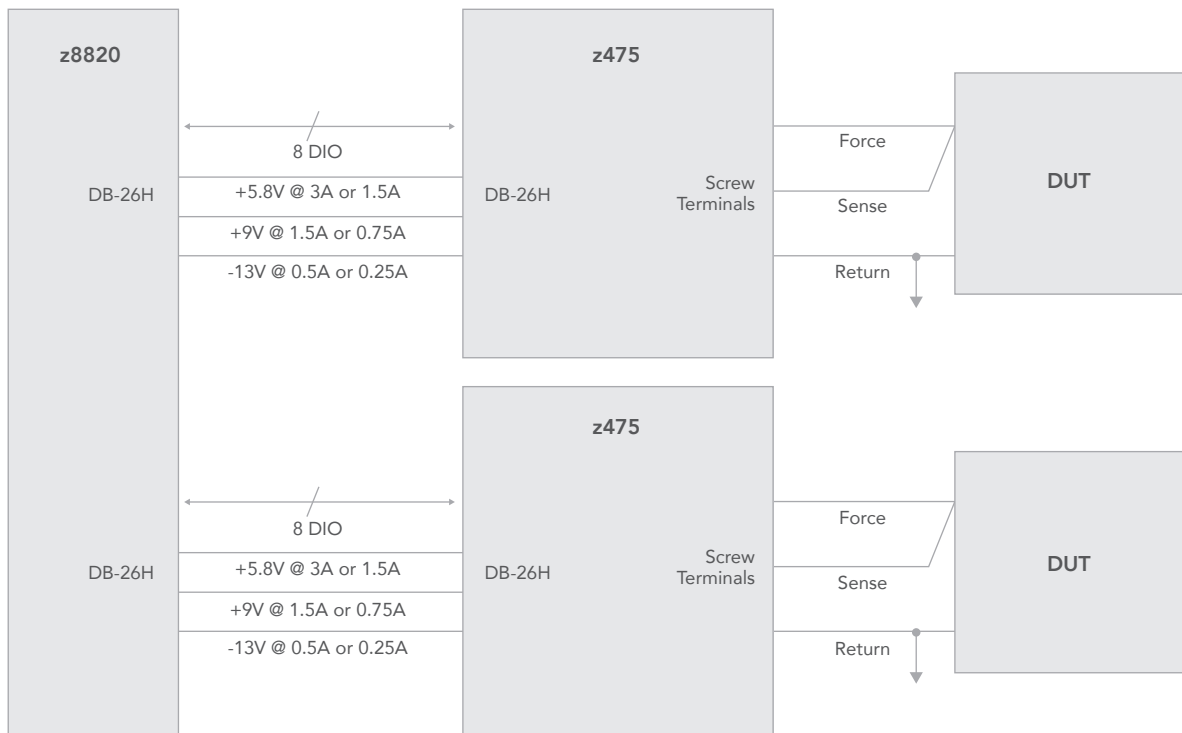 z8820
z475
8 DIO
Force
DUT
DB-26H
+5.8V @ 3A or 1.5A
DB-26H
Screw
Terminals
Sense
+9V @ 1.5A or 0.75A
-13V @ 0.5A or 0.25A
Return
z475
8 DIO
Force
DUT
DB-26H
+5.8V @ 3A or 1.5A
DB-26H
Screw
Terminals
Sense
+9V @ 1.5A or 0.75A
-13V @ 0.5A or 0.25A
Return